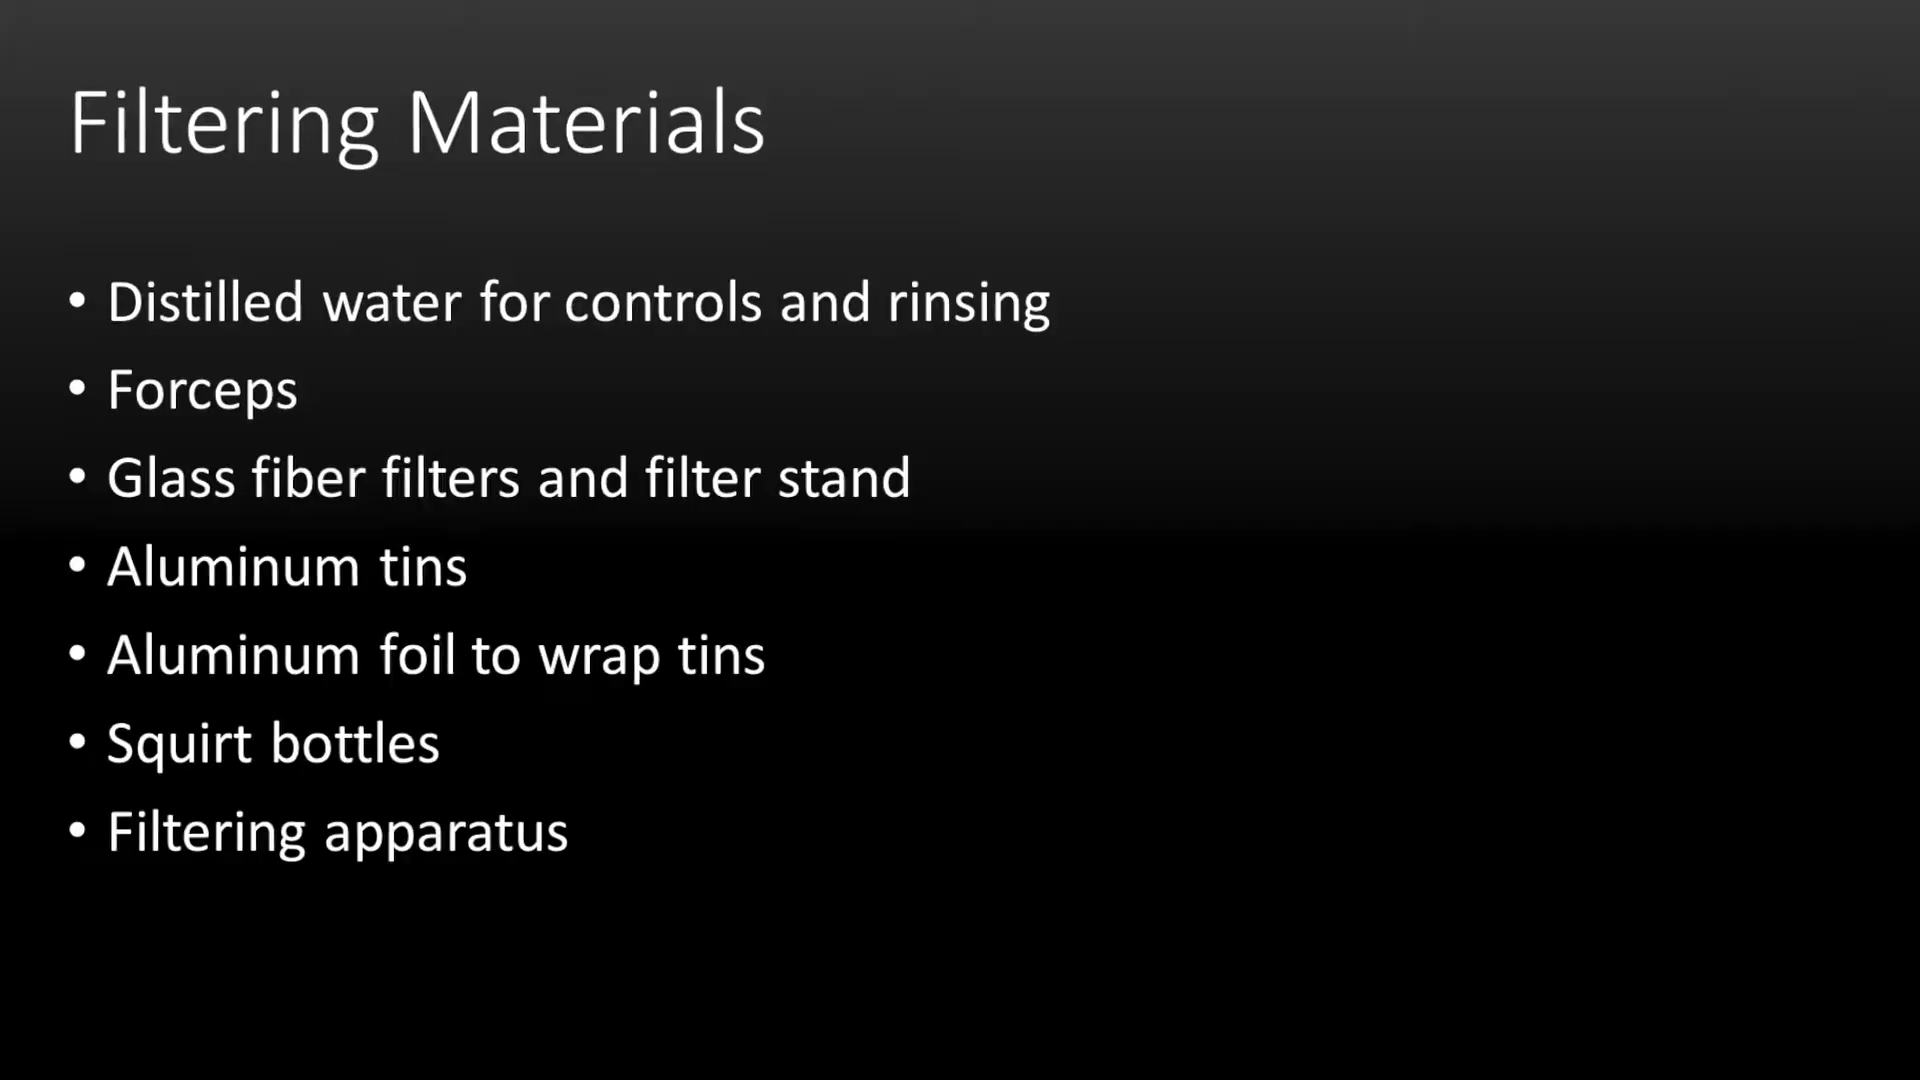 Filtering Materials
• Distilled water for controls and rinsing
• Forceps
• Glass fiber filters and filter stand
• Aluminum tins
• Aluminum foil to wrap tins
• Squirt bottles
• Filtering apparatus